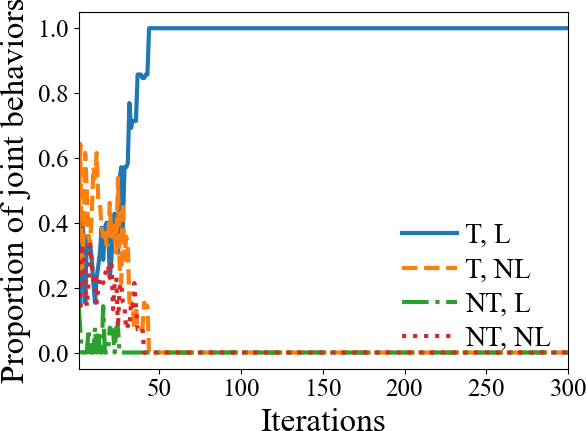 Proportion of joint behaviors
1.0
0.8
0.6
0.4
0.2
0.0
T, L
T, NL
NT, L
NT, NL
50 100 150 200 250 300
Iterations